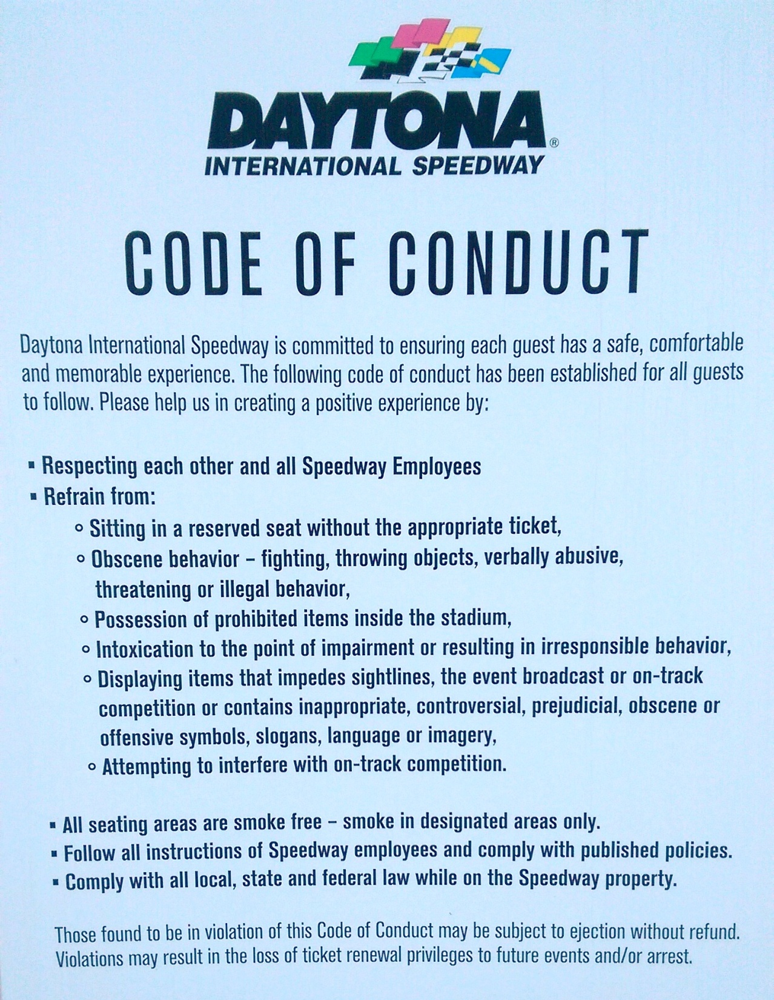 DAYTONA®
INTERNATIONAL SPEEDWAY
CODE OF CONDUCT
Daytona International Speedway is committed to ensuring each guest has a safe, comfortable
and memorable experience. The following code of conduct has been established for all guests
to follow. Please help us in creating a positive experience by:
▪ Respecting each other and all Speedway Employees
▪ Refrain from:
○ Sitting in a reserved seat without the appropriate ticket,
○ Obscene behavior – fighting, throwing objects, verbally abusive,
threatening or illegal behavior,
○ Possession of prohibited items inside the stadium,
○ Intoxication to the point of impairment or resulting in irresponsible behavior,
○ Displaying items that impedes sightlines, the event broadcast or on-track
competition or contains inappropriate, controversial, prejudicial, obscene or
offensive symbols, slogans, language or imagery,
○ Attempting to interfere with on-track competition.
▪ All seating areas are smoke free – smoke in designated areas only.
▪ Follow all instructions of Speedway employees and comply with published policies.
▪ Comply with all local, state and federal law while on the Speedway property.
Those found to be in violation of this Code of Conduct may be subject to ejection without refund.
Violations may result in the loss of ticket renewal privileges to future events and/or arrest.